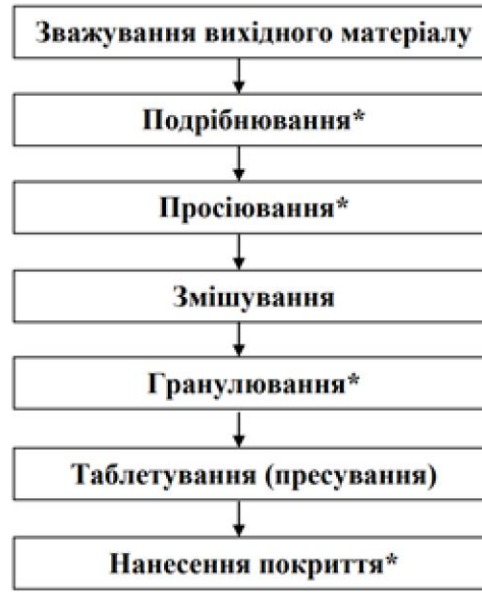 Зважування вихідного матеріалу
Подрібнювання*
Просіювання*
Змішування
Гранулювання*
Таблетування (пресування)
Нанесення покриття*